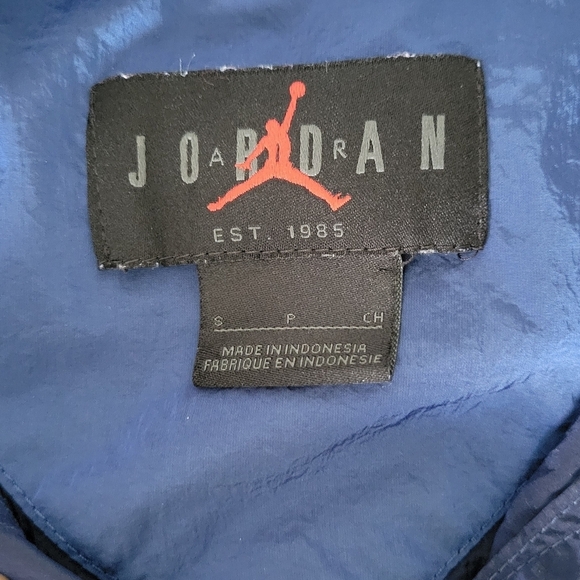 JORDAN
AIR
EST. 1985
S P CH
MADE IN INDONESIA
FABRIQUE EN INDONESIE